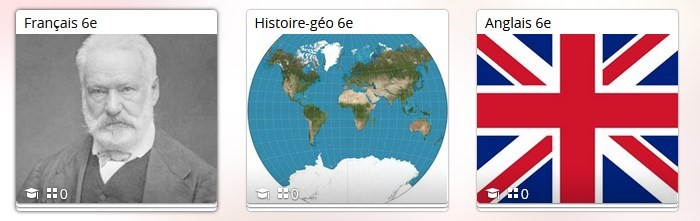 Français 6e
Histoire-géo 6e
Anglais 6e
0
0
0